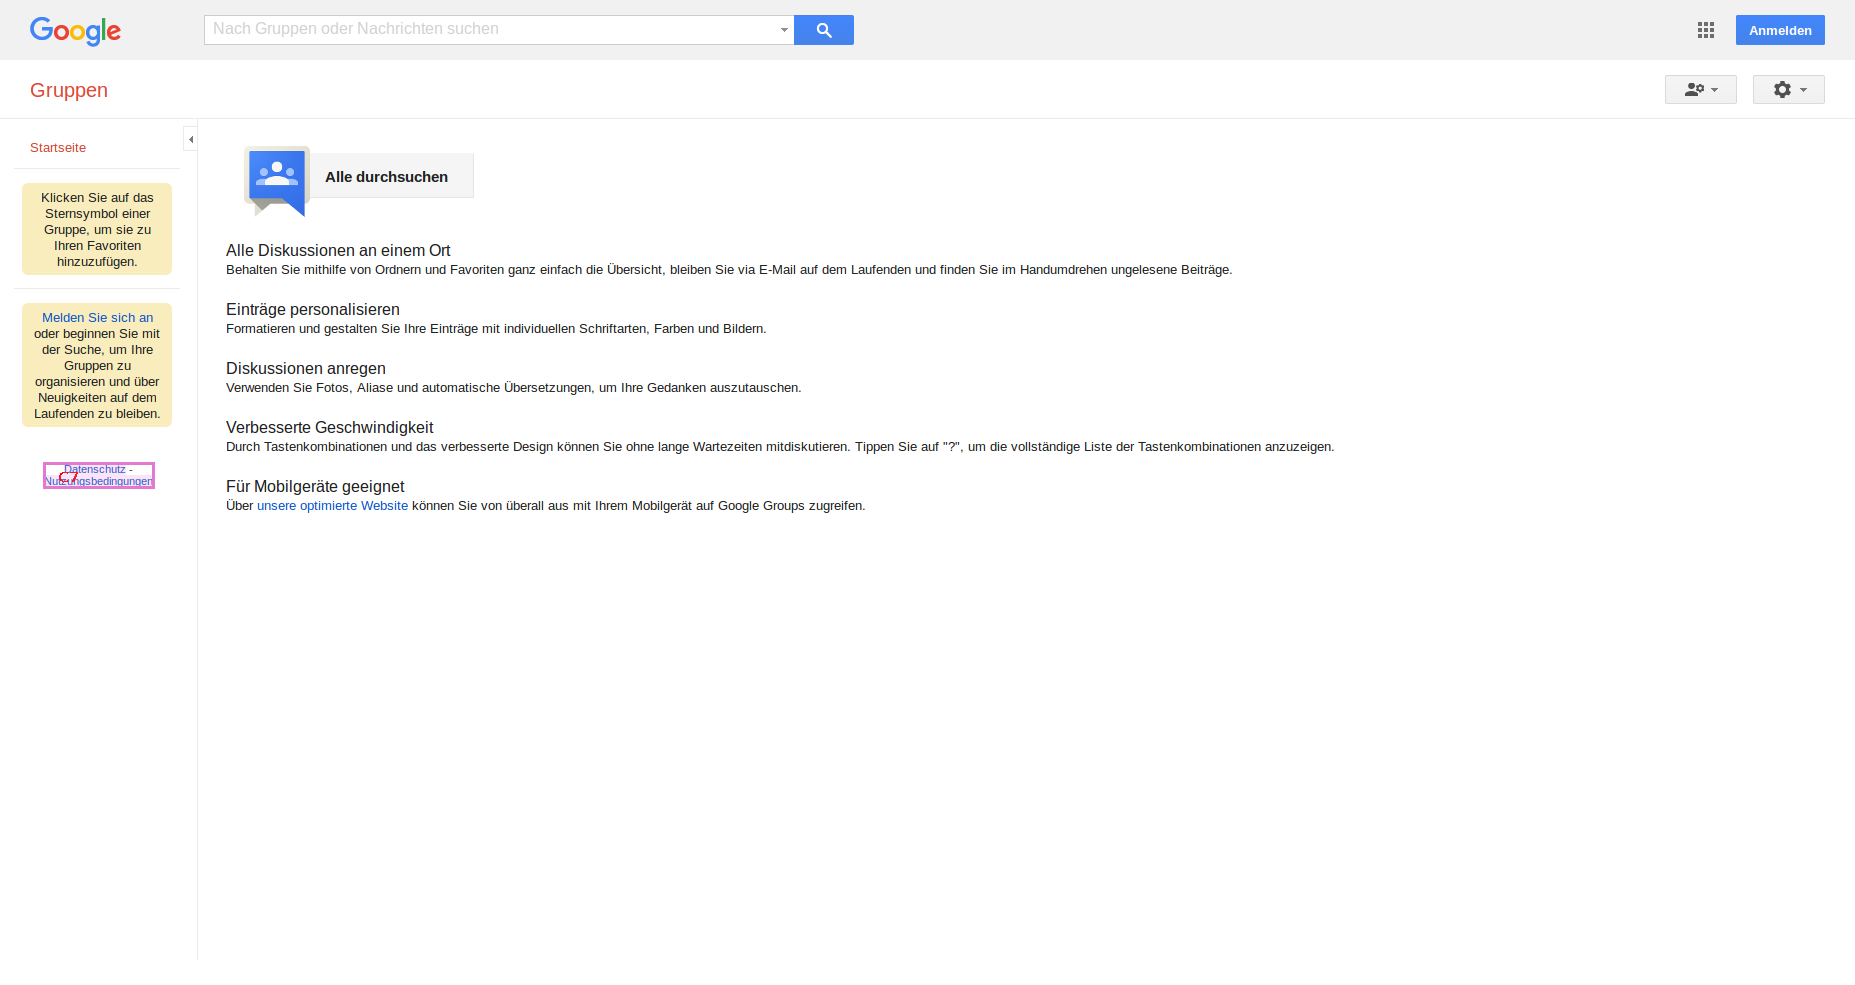 Google
Nach Gruppen oder Nachrichten suchen
Anmelden
Gruppen
Startseite
Klicken Sie auf das
Sternsymbol einer
Gruppe, um sie zu
Ihren Favoriten
hinzuzufügen.
Melden Sie sich an
oder beginnen Sie mit
der Suche, um Ihre
Gruppen zu
organisieren und über
Neuigkeiten auf dem
Laufenden zu bleiben.
Datenschutz -
Nutzungsbedingungen
Alle durchsuchen
Alle Diskussionen an einem Ort
Behalten Sie mithilfe von Ordnern und Favoriten ganz einfach die Übersicht, bleiben Sie via E-Mail auf dem Laufenden und finden Sie im Handumdrehen ungelesene Beiträge.
Einträge personalisieren
Formatieren und gestalten Sie Ihre Einträge mit individuellen Schriftarten, Farben und Bildern.
Diskussionen anregen
Verwenden Sie Fotos, Aliase und automatische Übersetzungen, um Ihre Gedanken auszutauschen.
Verbesserte Geschwindigkeit
Durch Tastenkombinationen und das verbesserte Design können Sie ohne lange Wartezeiten mitdiskutieren. Tippen Sie auf "?", um die vollständige Liste der Tastenkombinationen anzuzeigen.
Für Mobilgeräte geeignet
Über unsere optimierte Website können Sie von überall aus mit Ihrem Mobilgerät auf Google Groups zugreifen.